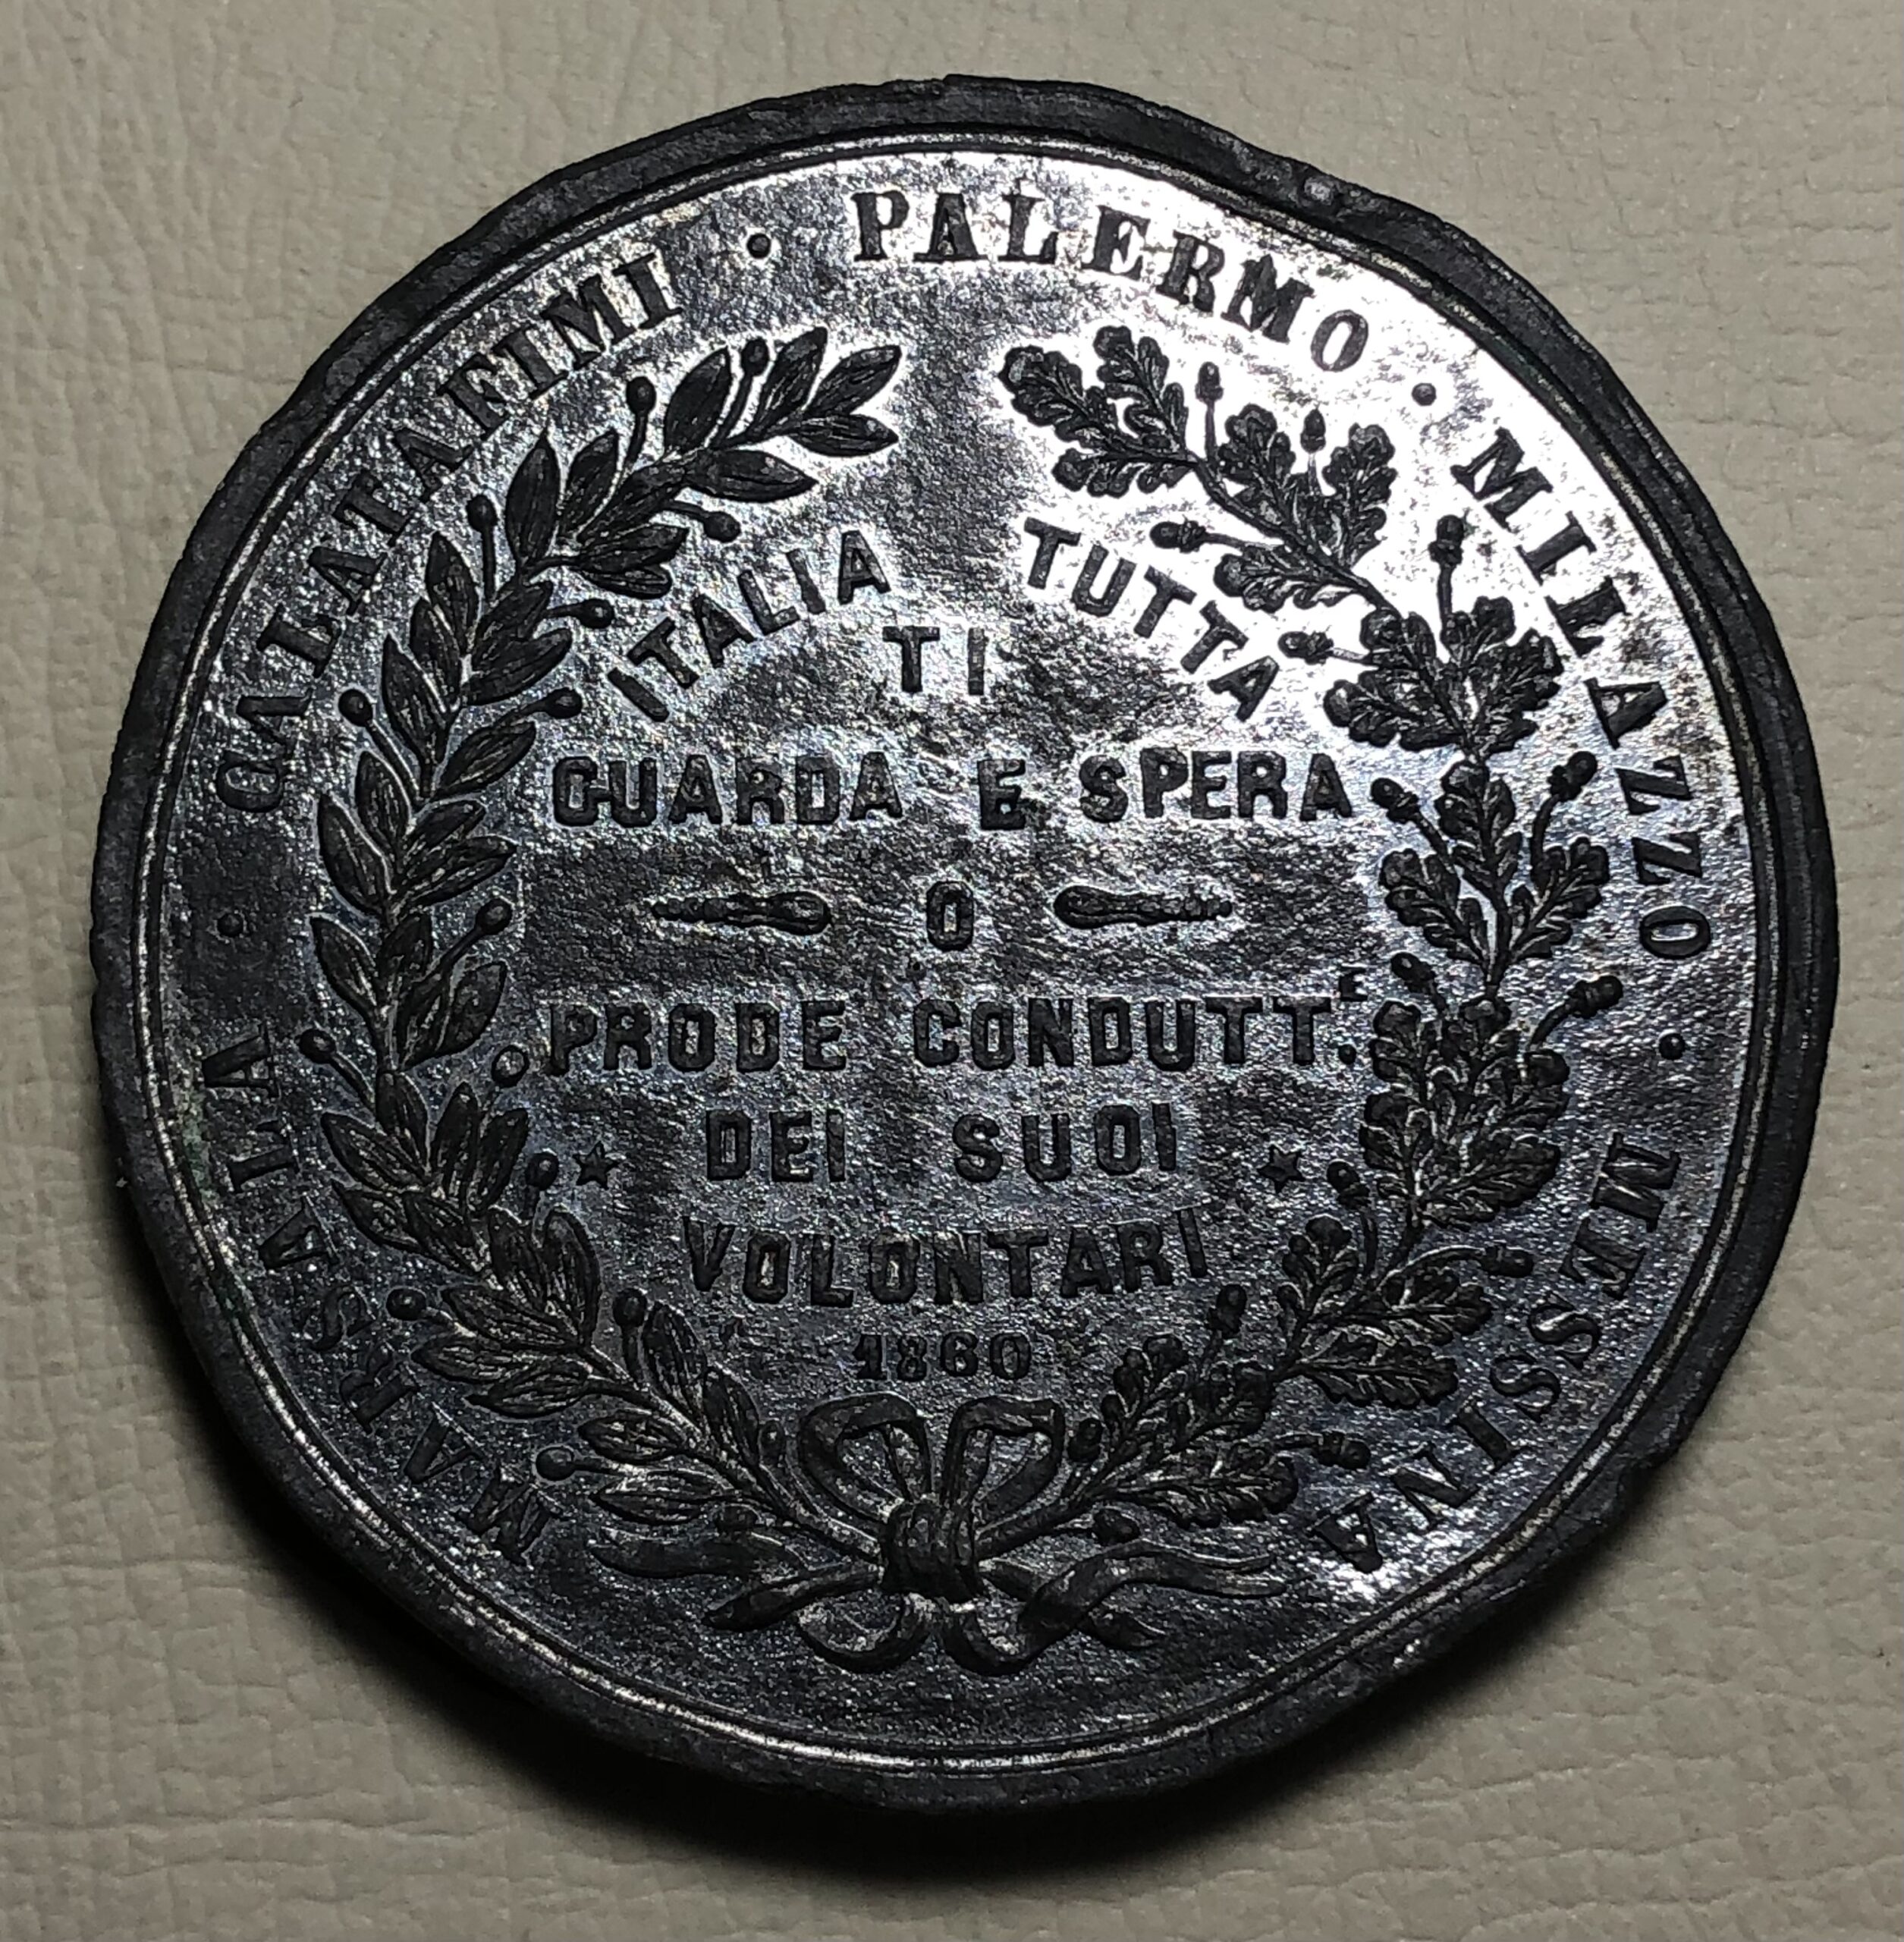 MARSALA · CALATAFIMI · PALERMO · MILAZZO · MESSINA
ITALIA TUTTA
TI
GUARDA E SPERA
O
PRODE CONDUTT.E
DEI SUOI
VOLONTARI
1860